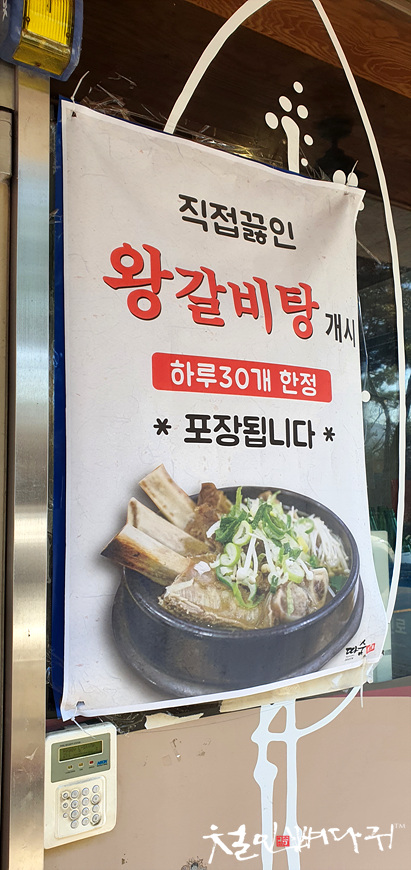 직접끓인
왕갈비탕 개시
하루30개 한정
* 포장됩니다 *